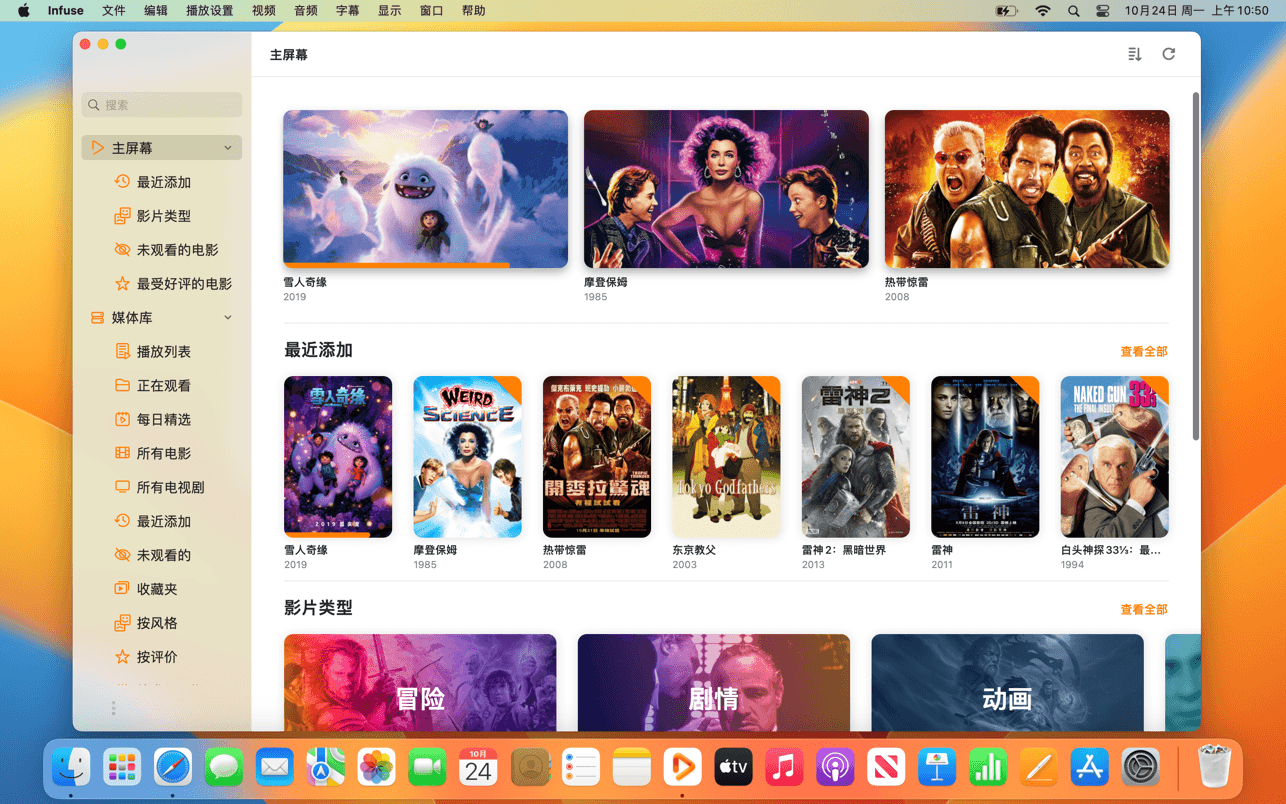 Infuse 文件 编辑 播放设置 视频 音频 字幕 显示 窗口 帮助 10月24日 周一 上午 10:50
主屏幕
搜索
主屏幕
最近添加
影片类型
未观看的电影
最受好评的电影
媒体库
播放列表
正在观看
每日精选
所有电影
所有电视剧
最近添加
未观看的
收藏夹
按风格
按评价
雪人奇缘
2019
摩登保姆
1985
热带惊雷
2008
最近添加
查看全部
雪人奇缘
2019
WEIRD
SCIENCE
開麥拉驚魂
Tokyo Godfathers
雷神2
雷神
NAKED GUN 33⅓
THE FINAL INSULT
雪人奇缘
2019
摩登保姆
1985
热带惊雷
2008
东京教父
2003
雷神2：黑暗世界
2013
雷神
2011
白头神探33⅓：最...
1994
影片类型
查看全部
冒险
剧情
动画
10月
24
tv